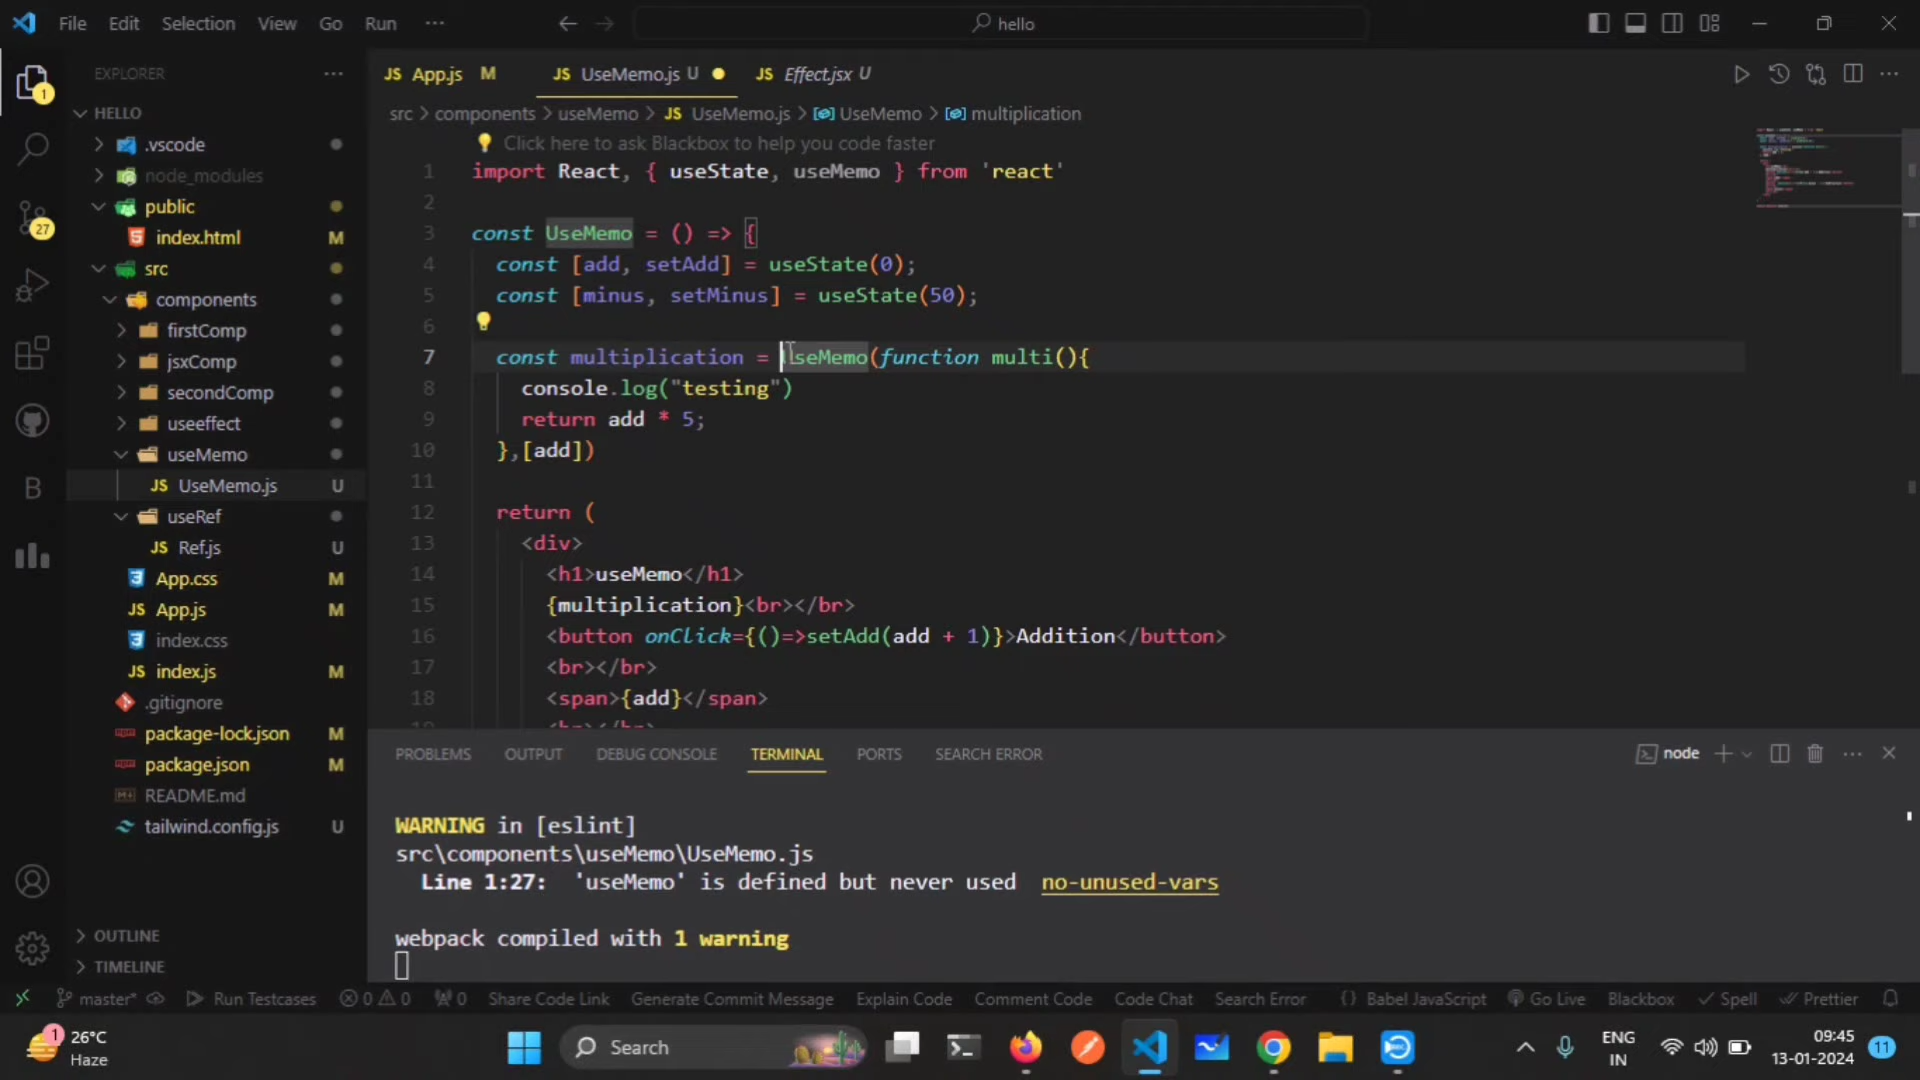 File Edit Selection View Go Run ··· hello
EXPLORER ···
HELLO
.vscode
node_modules
public
index.html M
src
components
firstComp
jsxComp
secondComp
useeffect
useMemo
JS UseMemo.js U
useRef
JS Ref.js U
App.css M
JS App.js M
index.css
JS index.js M
.gitignore
package-lock.json M
package.json M
README.md
tailwind.config.js U
OUTLINE
TIMELINE
JS App.js M JS UseMemo.js U JS Effect.jsx U
src > components > useMemo > JS UseMemo.js > UseMemo > multiplication
Click here to ask Blackbox to help you code faster
1 import React, { useState, useMemo } from 'react'
2
3 const UseMemo = () => {
4 const [add, setAdd] = useState(0);
5 const [minus, setMinus] = useState(50);
6
7 const multiplication = UseMemo(function multi(){
8 console.log("testing")
9 return add * 5;
10 },[add])
11
12 return (
13 <div>
14 <h1>useMemo</h1>
15 {multiplication}<br></br>
16 <button onClick={()=>setAdd(add + 1)}>Addition</button>
17 <br></br>
18 <span>{add}</span>
19 <br></br>
PROBLEMS OUTPUT DEBUG CONSOLE TERMINAL PORTS SEARCH ERROR node
WARNING in [eslint]
src\components\useMemo\UseMemo.js
Line 1:27: 'useMemo' is defined but never used no-unused-vars
webpack compiled with 1 warning
master* Run Testcases 0 0 0 Share Code Link Generate Commit Message Explain Code Comment Code Code Chat Search Error {} Babel JavaScript Go Live Blackbox Spell Prettier
1 27 B
1 26°C
Haze
Search
ENG
IN
09:45
13-01-2024
11